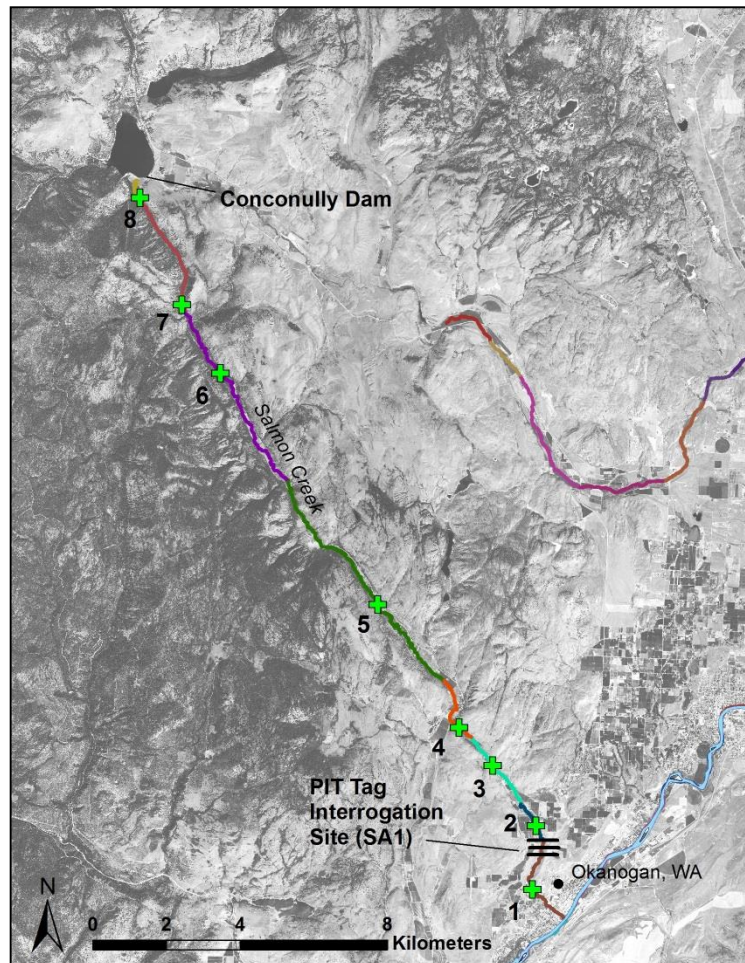 Conconully Dam
8
7
6
Salmon Creek
5
4
3
PIT Tag
Interrogation
Site (SA1)
2
Okanogan, WA
1
N
0 2 4 8
Kilometers